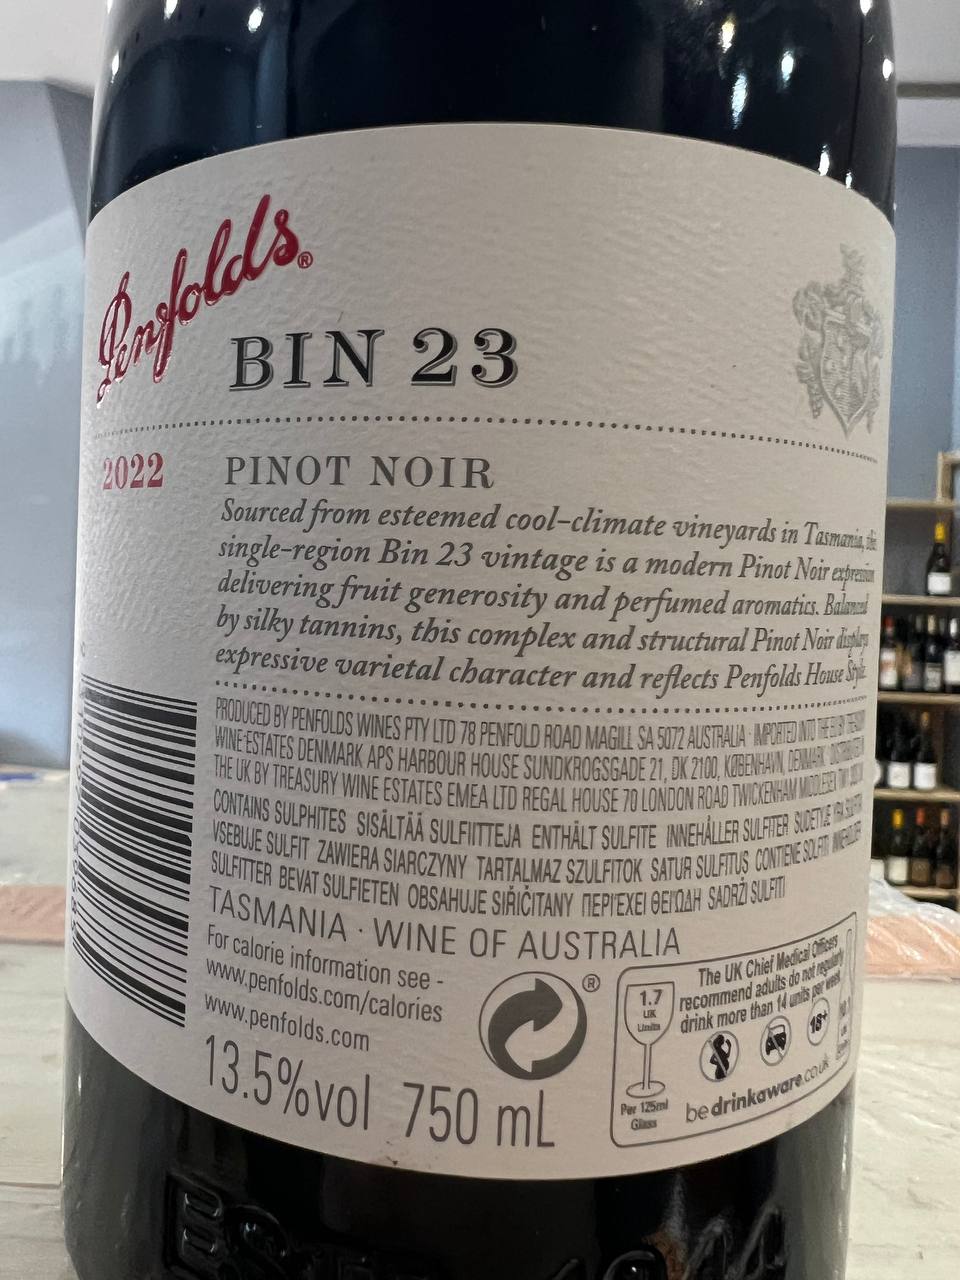 Penfolds®
BIN 23
2022
PINOT NOIR
Sourced from esteemed cool-climate vineyards in Tasmania, this
single-region Bin 23 vintage is a modern Pinot Noir expression
delivering fruit generosity and perfumed aromatics. Balanced
by silky tannins, this complex and structural Pinot Noir displays
expressive varietal character and reflects Penfolds House Style.
PRODUCED BY PENFOLDS WINES PTY LTD 78 PENFOLD ROAD MAGILL SA 5072 AUSTRALIA · IMPORTED INTO THE EU BY TREASURY
WINE ESTATES DENMARK APS HARBOUR HOUSE SUNDKROGSGADE 21, DK 2100, KØBENHAVN, DENMARK · DISTRIBUTED IN
THE UK BY TREASURY WINE ESTATES EMEA LTD REGAL HOUSE 70 LONDON ROAD TWICKENHAM MIDDLESEX TW1
CONTAINS SULPHITES SISÄLTÄÄ SULFIITTEJA ENTHÄLT SULFITE INNEHÅLLER SULFITER SUDĖTYJE YRA SULFITŲ
VSEBUJE SULFIT ZAWIERA SIARCZYNY TARTALMAZ SZULFITOK SATUR SULFITUS CONTIENE SOLFITI INNEHOLDER
SULFITTER BEVAT SULFIETEN OBSAHUJE SIŘIČITANY ΠΕΡΙΈΧΕΙ ΘΕΙΏΔΗ SADRŽI SULFITI
TASMANIA · WINE OF AUSTRALIA
For calorie information see -
www.penfolds.com/calories
www.penfolds.com
13.5%vol 750 mL
®
1.7
UK
Units
Per 125ml
Glass
The UK Chief Medical Officers
recommend adults do not regularly
drink more than 14 units per week
18+
bedrinkaware.co.uk